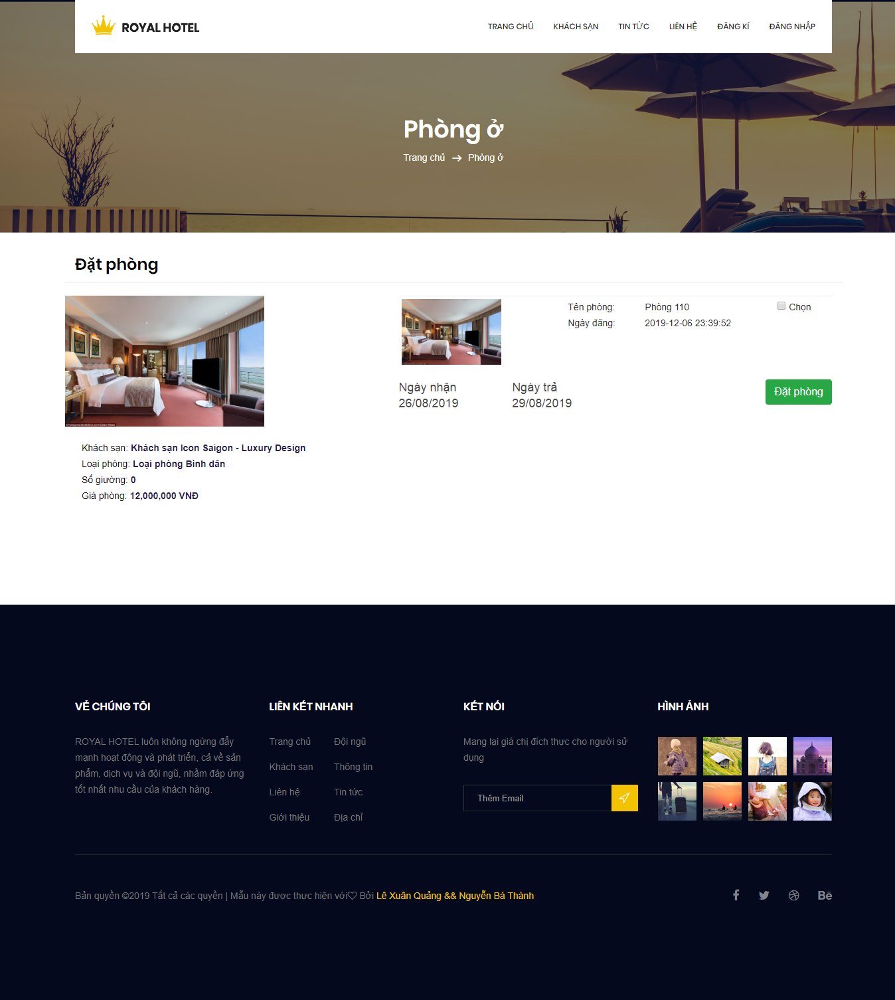 ROYAL HOTEL
TRANG CHỦ
KHÁCH SẠN
TIN TỨC
LIÊN HỆ
ĐĂNG KÍ
ĐĂNG NHẬP
Phòng ở
Trang chủ → Phòng ở
Đặt phòng
Tên phòng: Phòng 110
Chọn
Ngày đăng: 2019-12-06 23:39:52
Ngày nhận
26/08/2019
Ngày trả
29/08/2019
Đặt phòng
Khách sạn: Khách sạn Icon Saigon - Luxury Design
Loại phòng: Loại phòng Bình dân
Số giường: 0
Giá phòng: 12,000,000 VNĐ
VỀ CHÚNG TÔI
ROYAL HOTEL luôn không ngừng đẩy
mạnh hoạt động và phát triển, cả về sản
phẩm, dịch vụ và đội ngũ, nhằm đáp ứng
tốt nhất nhu cầu của khách hàng.
LIÊN KẾT NHANH
Trang chủ
Khách sạn
Liên hệ
Giới thiệu
Đội ngũ
Thông tin
Tin tức
Địa chỉ
KẾT NỐI
Mang lại giá chị đích thực cho người sử
dụng
Thêm Email
HÌNH ẢNH
Bản quyền ©2019 Tất cả các quyền | Mẫu này được thực hiện với♡ Bởi Lê Xuân Quảng && Nguyễn Bá Thành